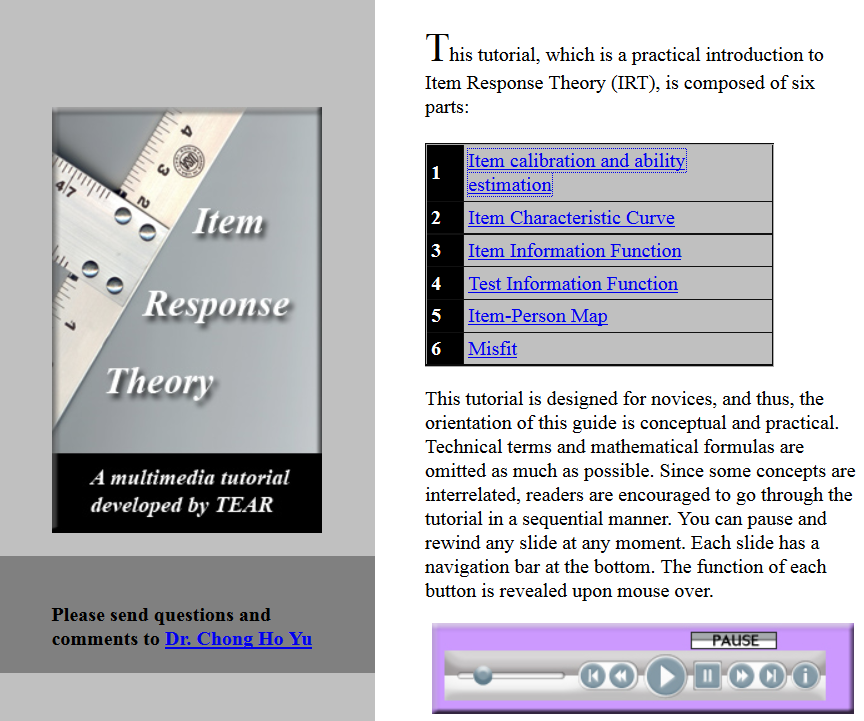 Item
Response
Theory
A multimedia tutorial
developed by TEAR
Please send questions and
comments to Dr. Chong Ho Yu
This tutorial, which is a practical introduction to
Item Response Theory (IRT), is composed of six
parts:
1 Item calibration and ability
estimation
2 Item Characteristic Curve
3 Item Information Function
4 Test Information Function
5 Item-Person Map
6 Misfit
This tutorial is designed for novices, and thus, the
orientation of this guide is conceptual and practical.
Technical terms and mathematical formulas are
omitted as much as possible. Since some concepts are
interrelated, readers are encouraged to go through the
tutorial in a sequential manner. You can pause and
rewind any slide at any moment. Each slide has a
navigation bar at the bottom. The function of each
button is revealed upon mouse over.
PAUSE